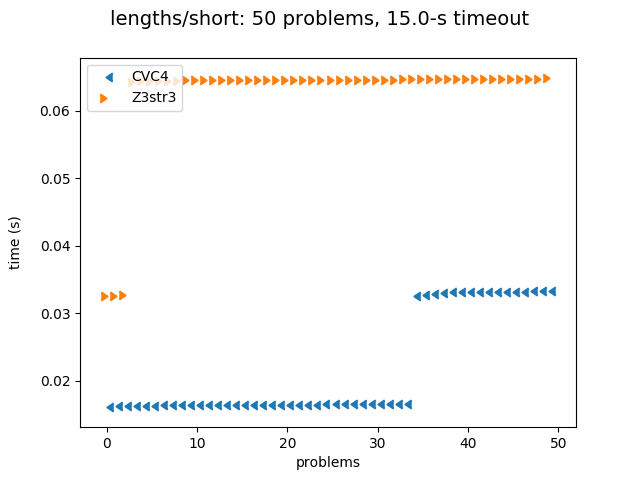 lengths/short: 50 problems, 15.0-s timeout
CVC4
Z3str3
0.06
0.05
0.04
0.03
0.02
time (s)
0 10 20 30 40 50
problems